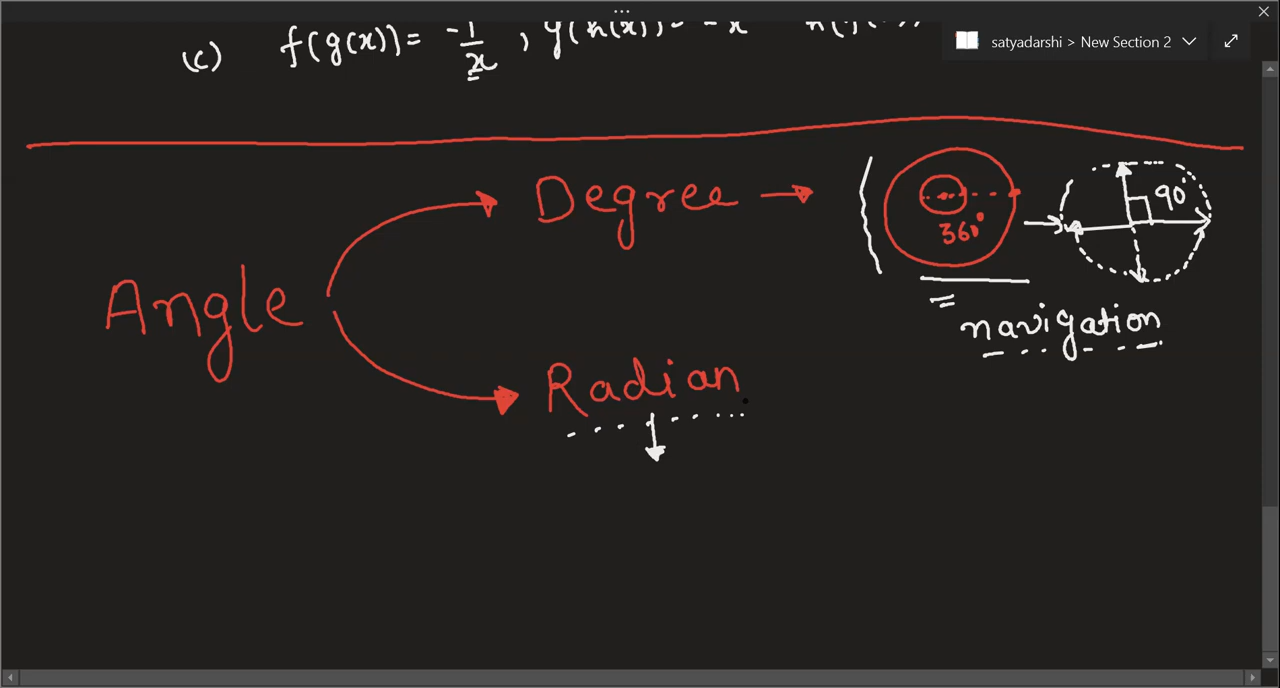 satyadarshi > New Section 2
(c) f(g(x)) = -1/x ,
Angle
Degree
360°
90°
navigation
Radian